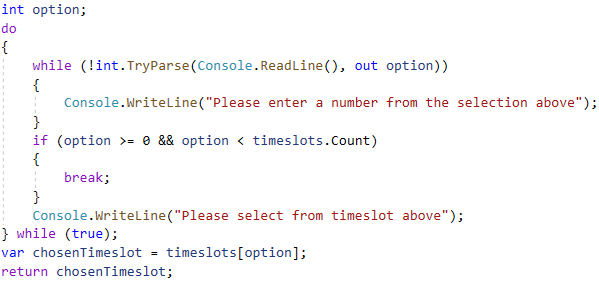 int option;
do
{
    while (!int.TryParse(Console.ReadLine(), out option))
    {
        Console.WriteLine("Please enter a number from the selection above");
    }
    if (option >= 0 && option < timeslots.Count)
    {
        break;
    }
    Console.WriteLine("Please select from timeslot above");
} while (true);
var chosenTimeslot = timeslots[option];
return chosenTimeslot;